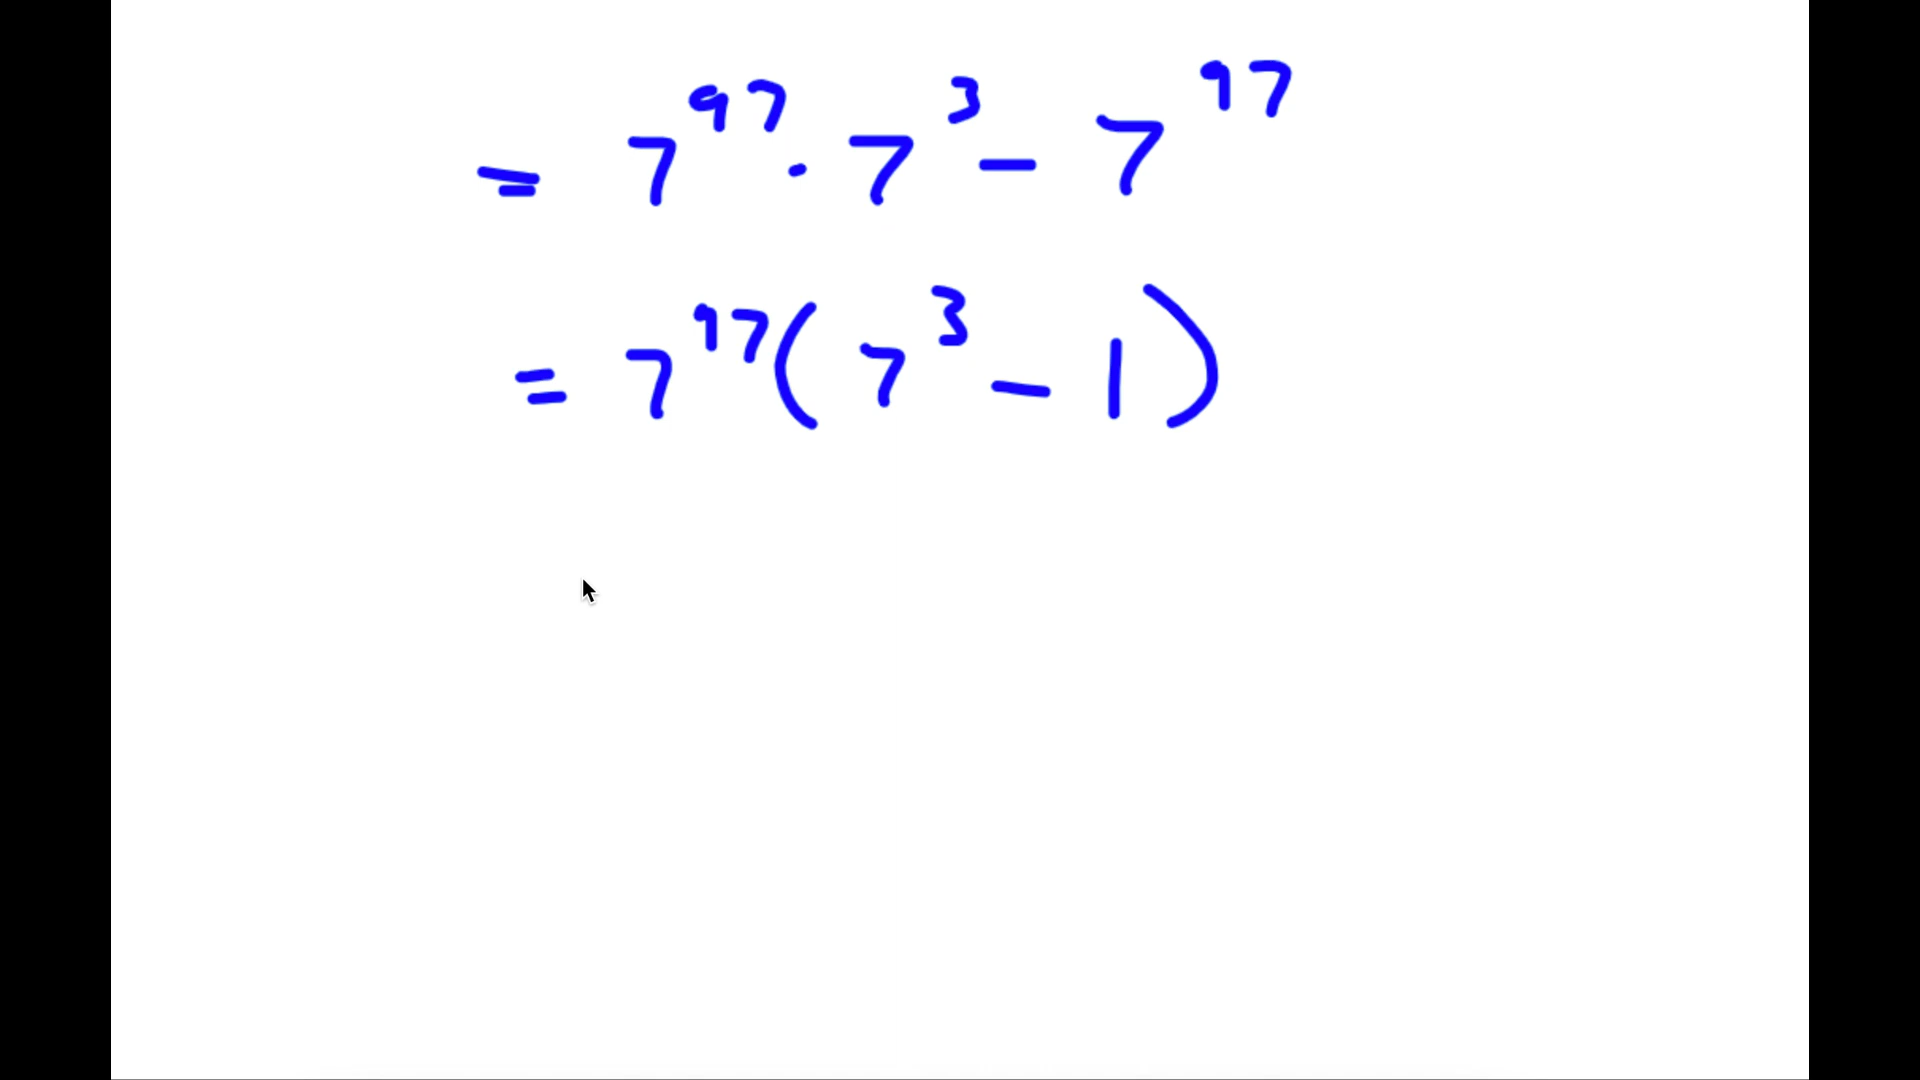 = 7^97 · 7^3 - 7^97
= 7^97 (7^3 - 1)